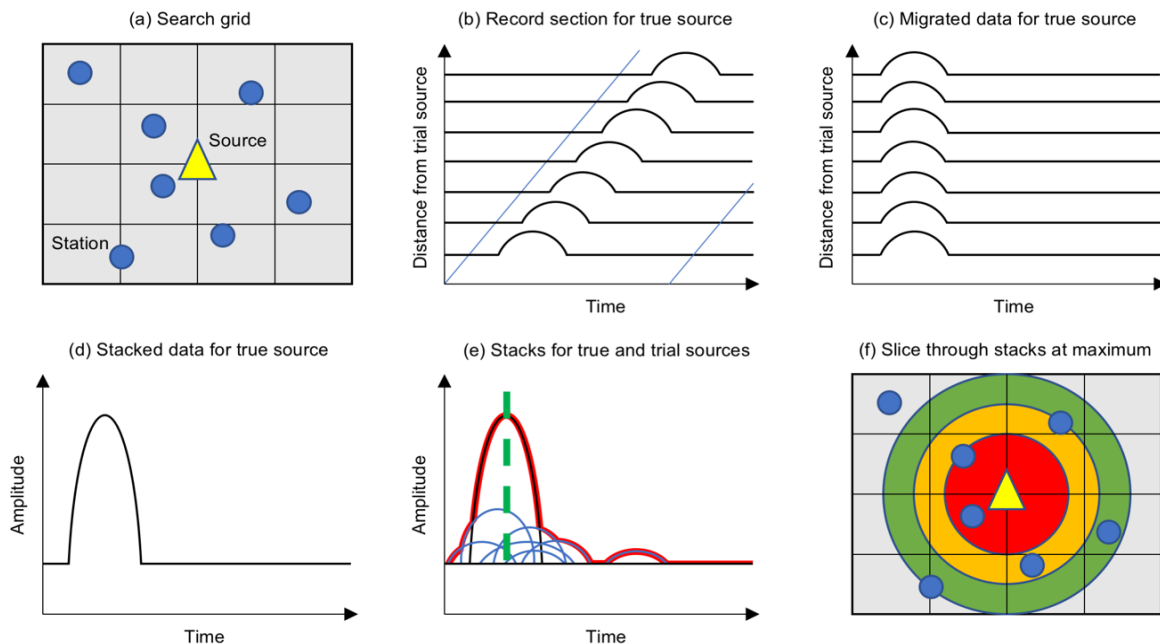 (a) Search grid
Source
Station
(b) Record section for true source
Distance from trial source
Time
(c) Migrated data for true source
Distance from trial source
Time
(d) Stacked data for true source
Amplitude
Time
(e) Stacks for true and trial sources
Amplitude
Time
(f) Slice through stacks at maximum